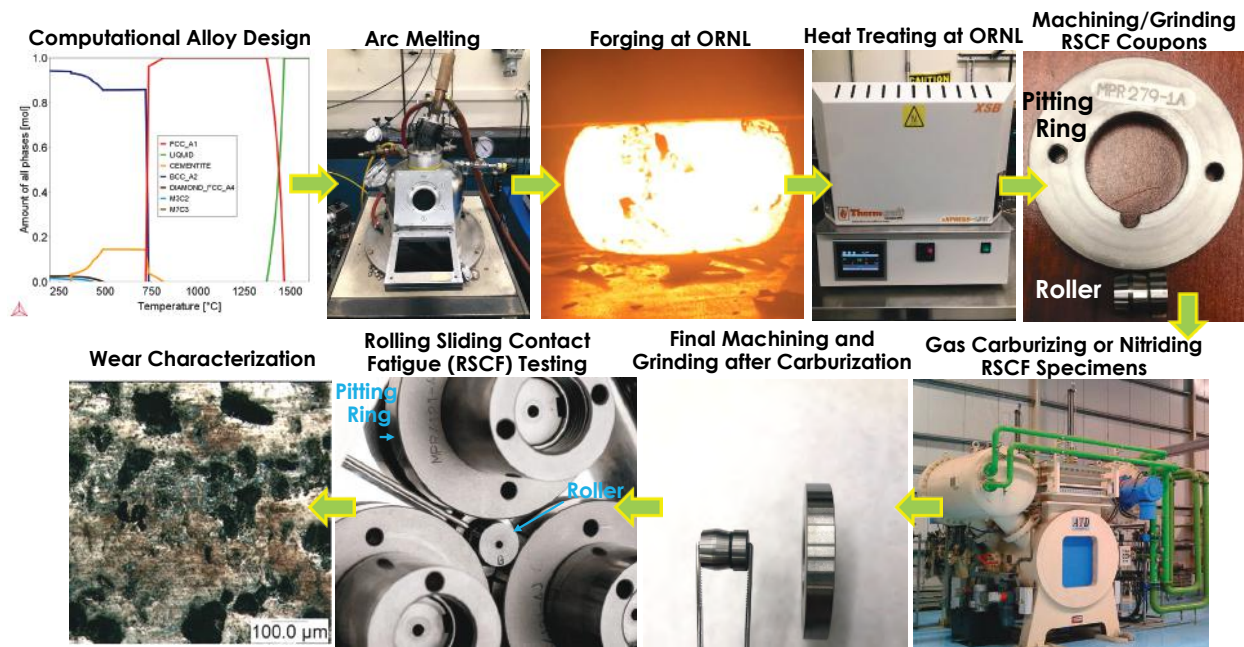 Computational Alloy Design
Arc Melting
Forging at ORNL
Heat Treating at ORNL
Machining/Grinding
RSCF Coupons
Amount of all phases [mol]
1.0
0.8
0.6
0.4
0.2
0.0
FCC_A1
LIQUID
CEMENTITE
BCC_A2
DIAMOND_FCC_A4
M3C2
M7C3
250 500 750 1000 1250 1500
Temperature [°C]
CAUTION
XSB
Pitting
Ring
MPR279-1A
Roller
Wear Characterization
Rolling Sliding Contact
Fatigue (RSCF) Testing
Final Machining and
Grinding after Carburization
Gas Carburizing or Nitriding
RSCF Specimens
100.0 µm
Pitting
Ring
Roller